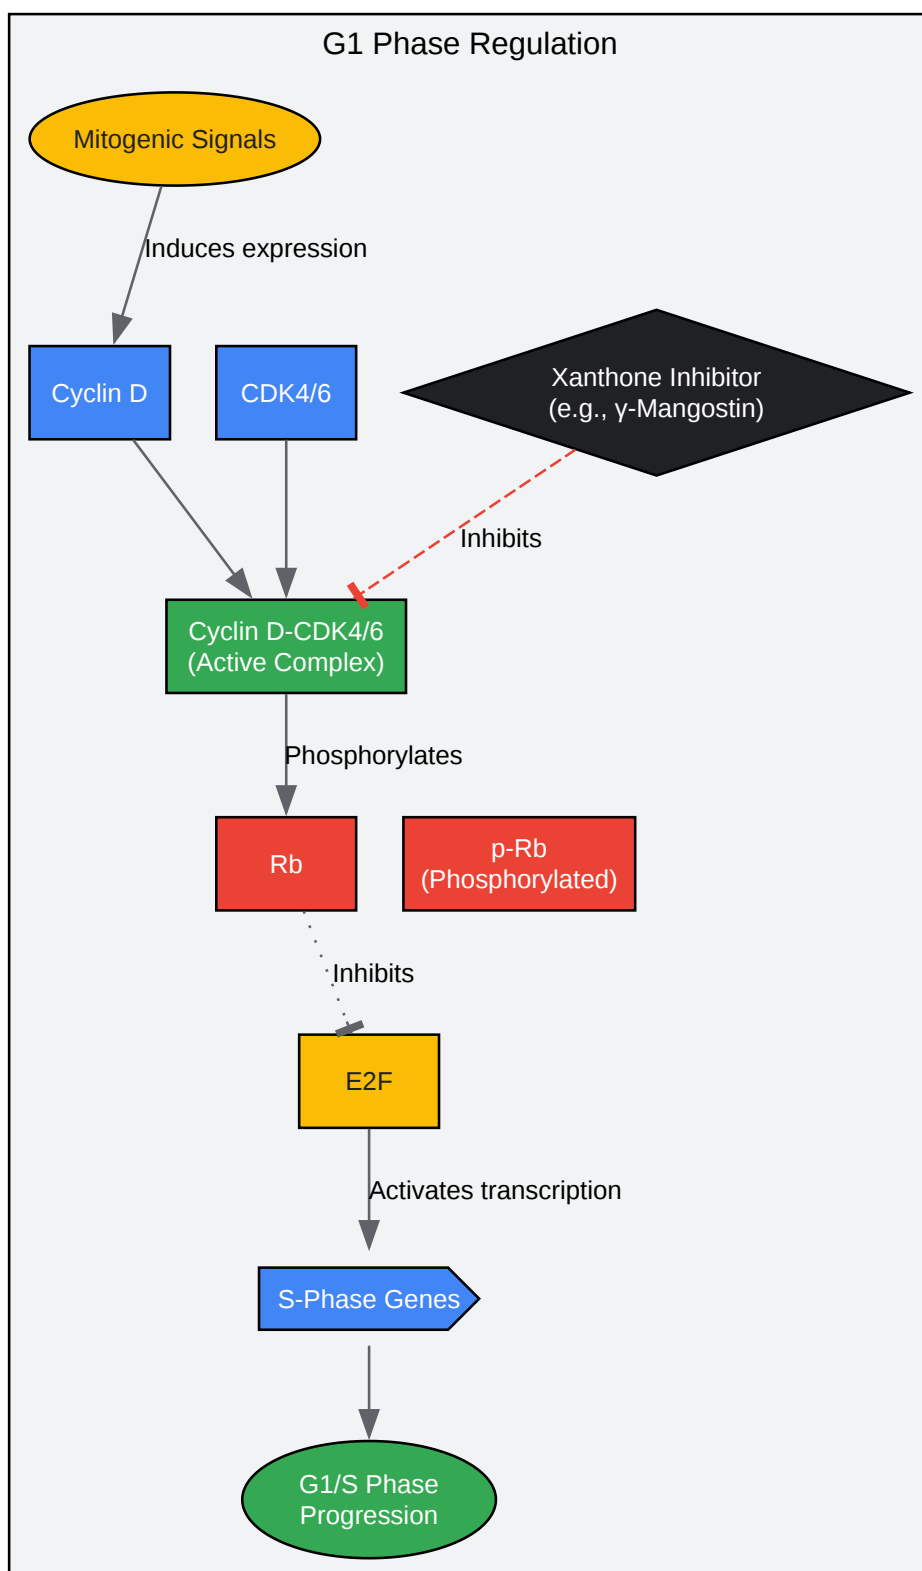 G1 Phase Regulation
Mitogenic Signals
Induces expression
Cyclin D
CDK4/6
Xanthone Inhibitor
(e.g., γ-Mangostin)
Inhibits
Cyclin D-CDK4/6
(Active Complex)
Phosphorylates
Rb
p-Rb
(Phosphorylated)
Inhibits
E2F
Activates transcription
S-Phase Genes
G1/S Phase
Progression